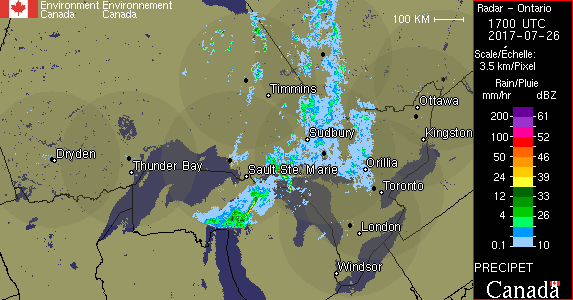 Environment Environnement
Canada Canada
100 KM
Timmins
Ottawa
Sudbury
Kingston
Dryden
Thunder Bay
Sault Ste. Marie
Orillia
Toronto
London
Windsor
Radar - Ontario
1700 UTC
2017-07-26
Scale/Échelle:
3.5 km/Pixel
Rain/Pluie
mm/hr dBZ
200 61
100 52
50 46
24 39
12 33
4 26
0.1 10
PRECIPET
Canada